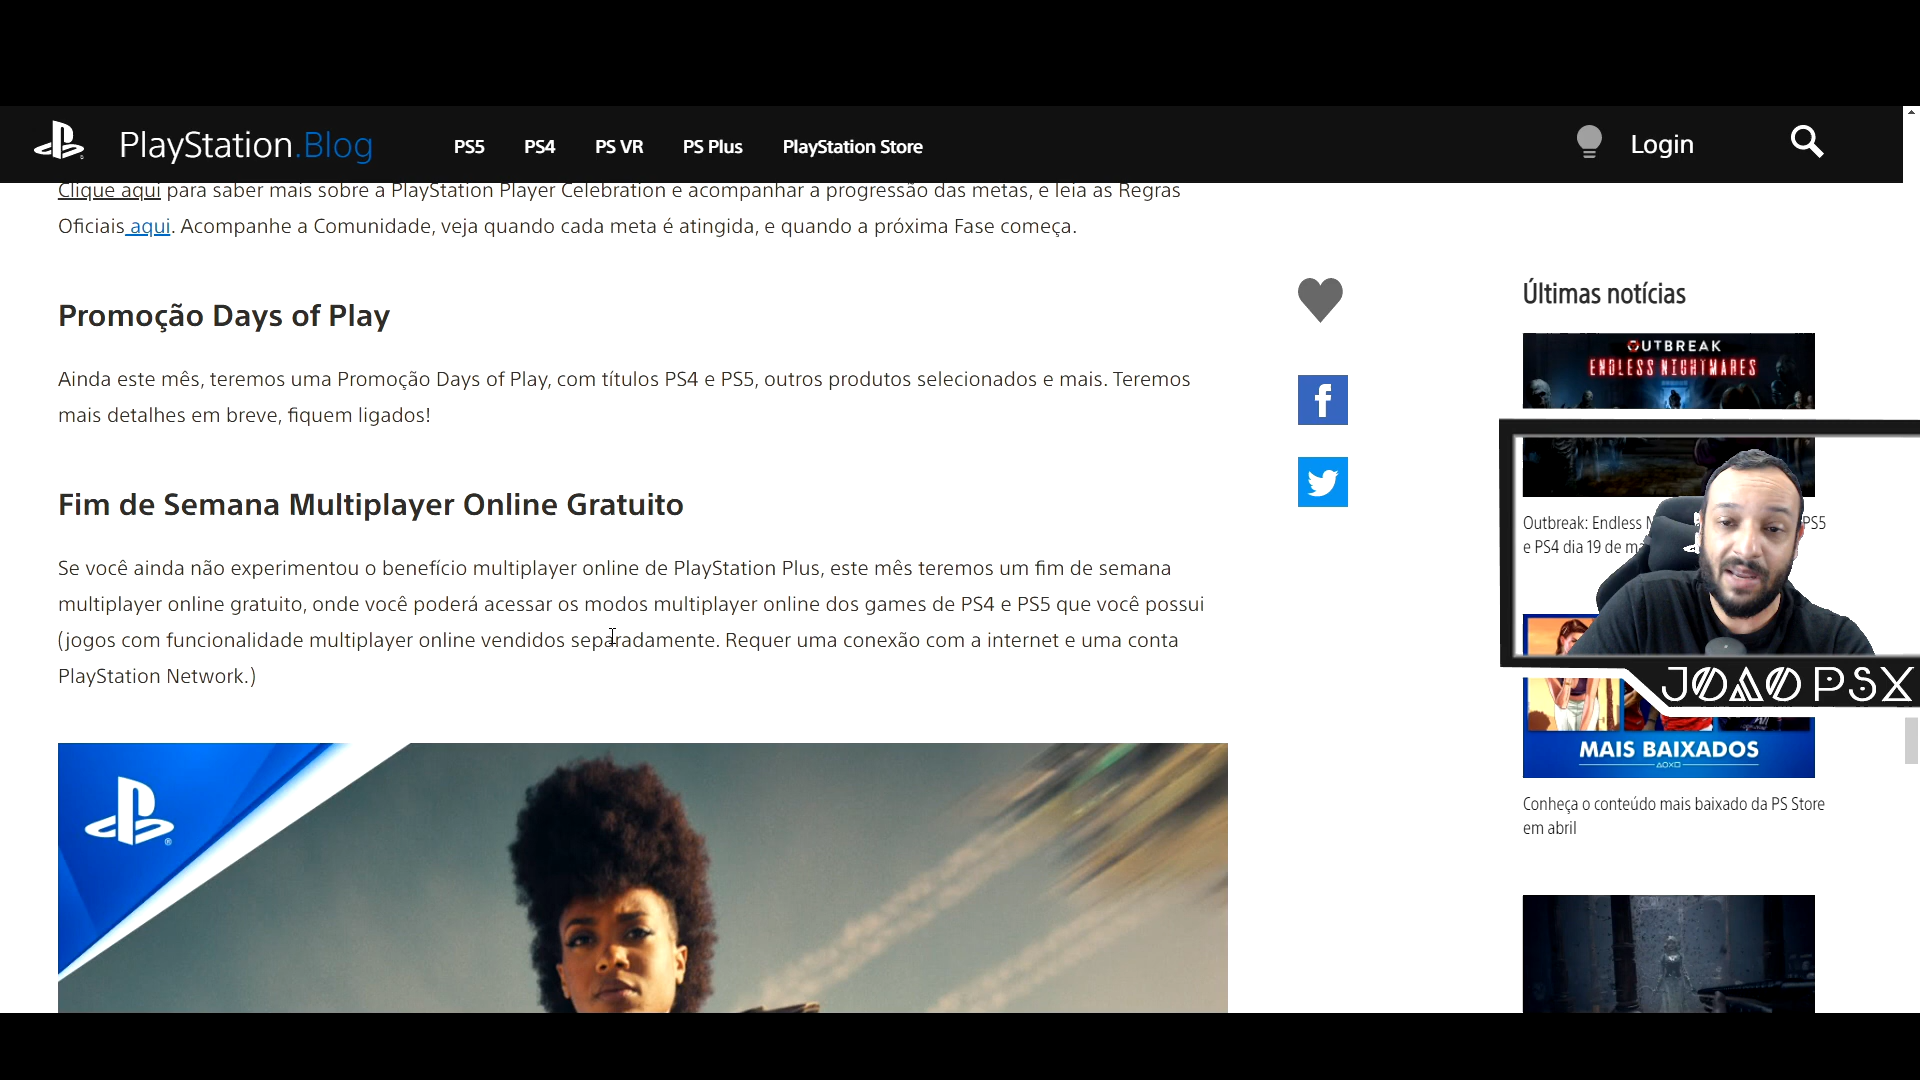 PlayStation.Blog
PS5
PS4
PS VR
PS Plus
PlayStation Store
Login
Clique aqui para saber mais sobre a PlayStation Player Celebration e acompanhar a progressão das metas, e leia as Regras
Oficiais aqui. Acompanhe a Comunidade, veja quando cada meta é atingida, e quando a próxima Fase começa.
Promoção Days of Play
Ainda este mês, teremos uma Promoção Days of Play, com títulos PS4 e PS5, outros produtos selecionados e mais. Teremos
mais detalhes em breve, fiquem ligados!
Fim de Semana Multiplayer Online Gratuito
Se você ainda não experimentou o benefício multiplayer online de PlayStation Plus, este mês teremos um fim de semana
multiplayer online gratuito, onde você poderá acessar os modos multiplayer online dos games de PS4 e PS5 que você possui
(jogos com funcionalidade multiplayer online vendidos separadamente. Requer uma conexão com a internet e uma conta
PlayStation Network.)
Últimas notícias
OUTBREAK
ENDLESS NIGHTMARES
Outbreak: Endless PS5
e PS4 dia 19 de
JOAO PSX
MAIS BAIXADOS
Conheça o conteúdo mais baixado da PS Store
em abril